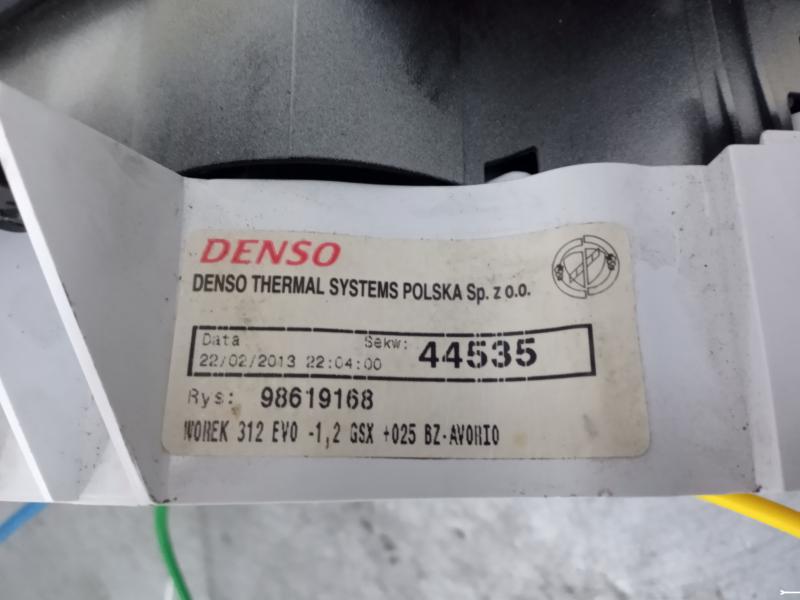 DENSO
DENSO THERMAL SYSTEMS POLSKA Sp. z o.o.
Data Sekw: 44535
22/02/2013 22:04:00
Rys: 98619168
WOREK 312 EVO -1,2 GSX +025 BZ-AVORIO